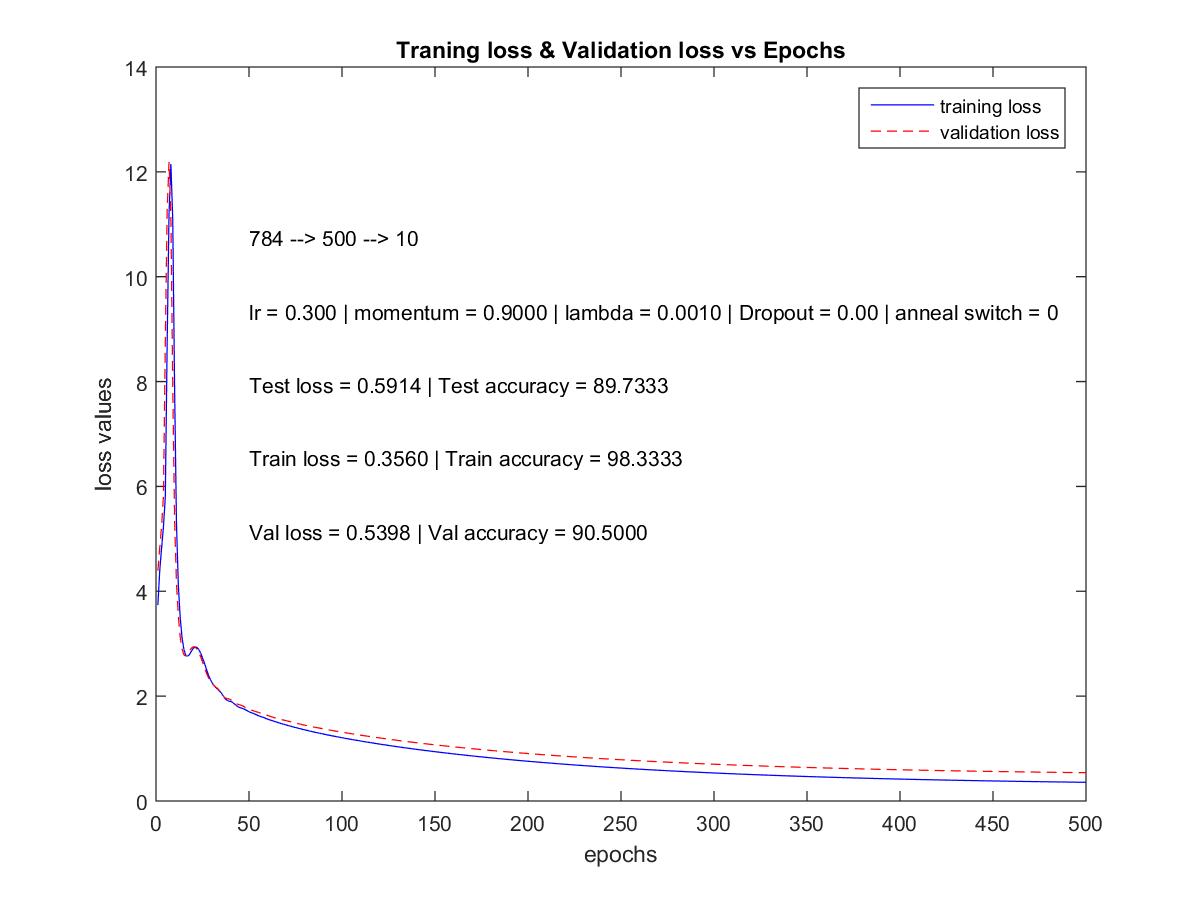 Traning loss & Validation loss vs Epochs
14
12
10
8
6
4
2
0
loss values
training loss
validation loss
784 --> 500 --> 10
lr = 0.300 | momentum = 0.9000 | lambda = 0.0010 | Dropout = 0.00 | anneal switch = 0
Test loss = 0.5914 | Test accuracy = 89.7333
Train loss = 0.3560 | Train accuracy = 98.3333
Val loss = 0.5398 | Val accuracy = 90.5000
0 50 100 150 200 250 300 350 400 450 500
epochs